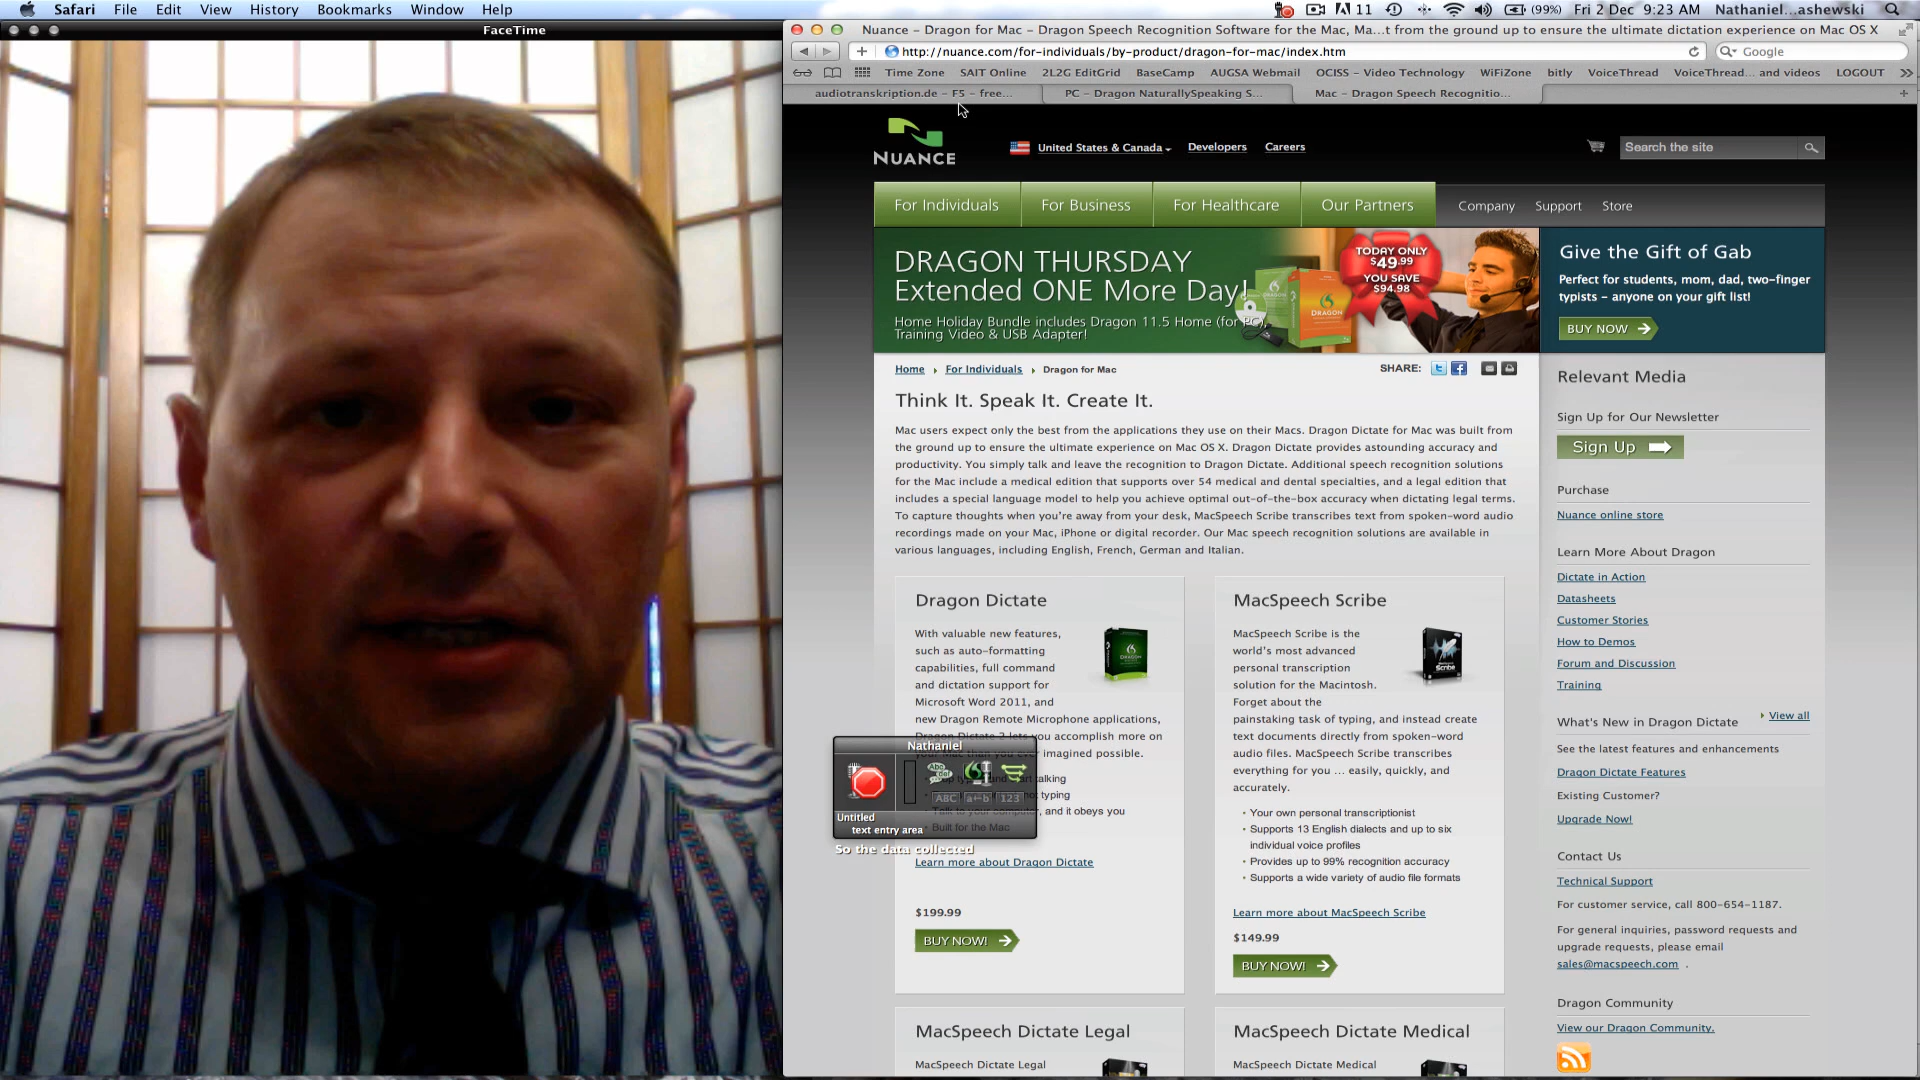 Safari File Edit View History Bookmarks Window Help
11 (99%) Fri 2 Dec 9:23 AM Nathaniel...ashewski
FaceTime
Nuance – Dragon for Mac – Dragon Speech Recognition Software for the Mac, Ma...t from the ground up to ensure the ultimate dictation experience on Mac OS X
http://nuance.com/for-individuals/by-product/dragon-for-mac/index.htm
Google
Time Zone SAIT Online 2L2G EditGrid BaseCamp AUGSA Webmail OCISS – Video Technology WiFiZone bitly VoiceThread VoiceThread... and videos LOGOUT
audiotranskription.de – F5 – free...
PC – Dragon NaturallySpeaking S...
Mac – Dragon Speech Recognitio...
NUANCE
United States & Canada
Developers
Careers
Search the site
For Individuals
For Business
For Healthcare
Our Partners
Company
Support
Store
DRAGON THURSDAY
Extended ONE More Day!
Home Holiday Bundle includes Dragon 11.5 Home (for PC),
Training Video & USB Adapter!
TODAY ONLY
$49.99
YOU SAVE
$94.98
DRAGON
Give the Gift of Gab
Perfect for students, mom, dad, two-finger
typists – anyone on your gift list!
BUY NOW
Home For Individuals Dragon for Mac
SHARE:
Think It. Speak It. Create It.
Mac users expect only the best from the applications they use on their Macs. Dragon Dictate for Mac was built from
the ground up to ensure the ultimate experience on Mac OS X. Dragon Dictate provides astounding accuracy and
productivity. You simply talk and leave the recognition to Dragon Dictate. Additional speech recognition solutions
for the Mac include a medical edition that supports over 54 medical and dental specialties, and a legal edition that
includes a special language model to help you achieve optimal out-of-the-box accuracy when dictating legal terms.
To capture thoughts when you're away from your desk, MacSpeech Scribe transcribes text from spoken-word audio
recordings made on your Mac, iPhone or digital recorder. Our Mac speech recognition solutions are available in
various languages, including English, French, German and Italian.
Dragon Dictate
With valuable new features,
such as auto-formatting
capabilities, full command
and dictation support for
Microsoft Word 2011, and
new Dragon Remote Microphone applications,
Dragon Dictate 2 lets you accomplish more on
your Mac than you ever imagined possible.
talking
not typing
Talk to your computer, and it obeys you
Built for the Mac
Nathaniel
ABC a↔b 123
Untitled
text entry area
So the data collected
Learn more about Dragon Dictate
$199.99
BUY NOW!
MacSpeech Scribe
MacSpeech Scribe is the
world's most advanced
personal transcription
solution for the Macintosh.
Forget about the
painstaking task of typing, and instead create
text documents directly from spoken-word
audio files. MacSpeech Scribe transcribes
everything for you ... easily, quickly, and
accurately.
• Your own personal transcriptionist
• Supports 13 English dialects and up to six
individual voice profiles
• Provides up to 99% recognition accuracy
• Supports a wide variety of audio file formats
Learn more about MacSpeech Scribe
$149.99
BUY NOW!
MacSpeech Dictate Legal
MacSpeech Dictate Legal
MacSpeech Dictate Medical
MacSpeech Dictate Medical
Relevant Media
Sign Up for Our Newsletter
Sign Up
Purchase
Nuance online store
Learn More About Dragon
Dictate in Action
Datasheets
Customer Stories
How to Demos
Forum and Discussion
Training
What's New in Dragon Dictate
View all
See the latest features and enhancements
Dragon Dictate Features
Existing Customer?
Upgrade Now!
Contact Us
Technical Support
For customer service, call 800-654-1187.
For general inquiries, password requests and
upgrade requests, please email
sales@macspeech.com .
Dragon Community
View our Dragon Community.